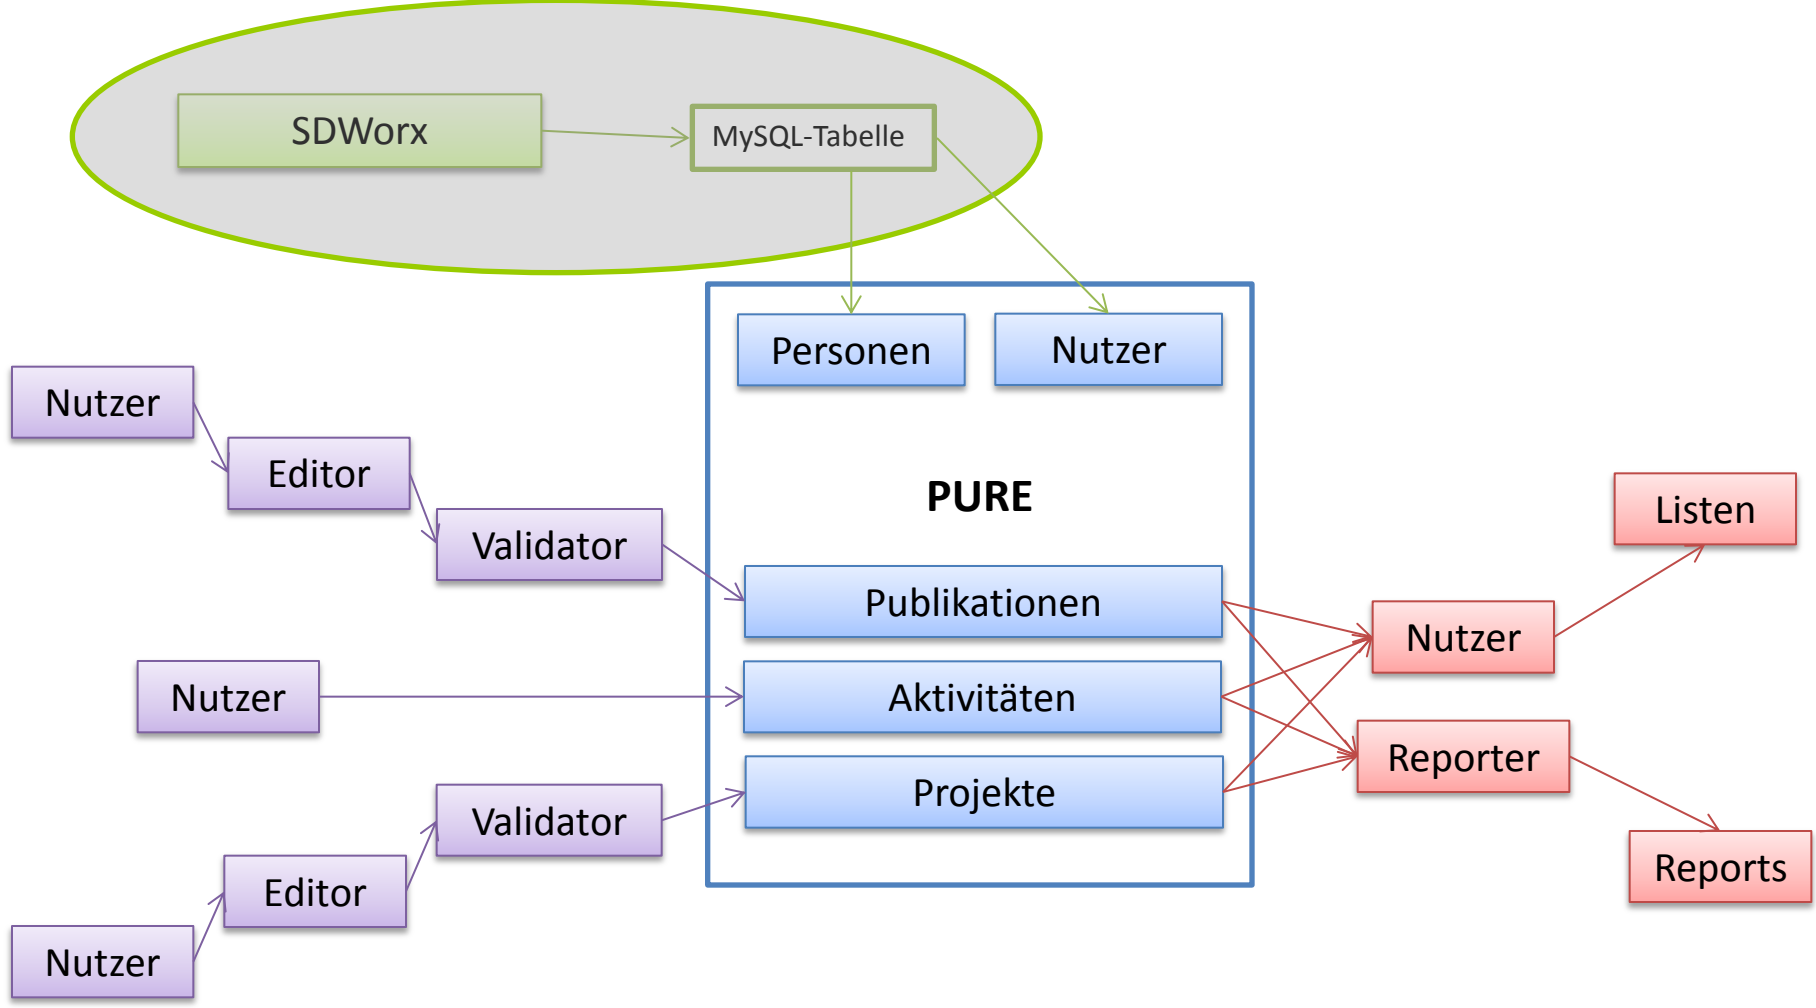 SDWorx
MySQL-Tabelle
Personen
Nutzer
Nutzer
Editor
Validator
PURE
Listen
Publikationen
Nutzer
Nutzer
Aktivitäten
Reporter
Projekte
Validator
Editor
Reports
Nutzer